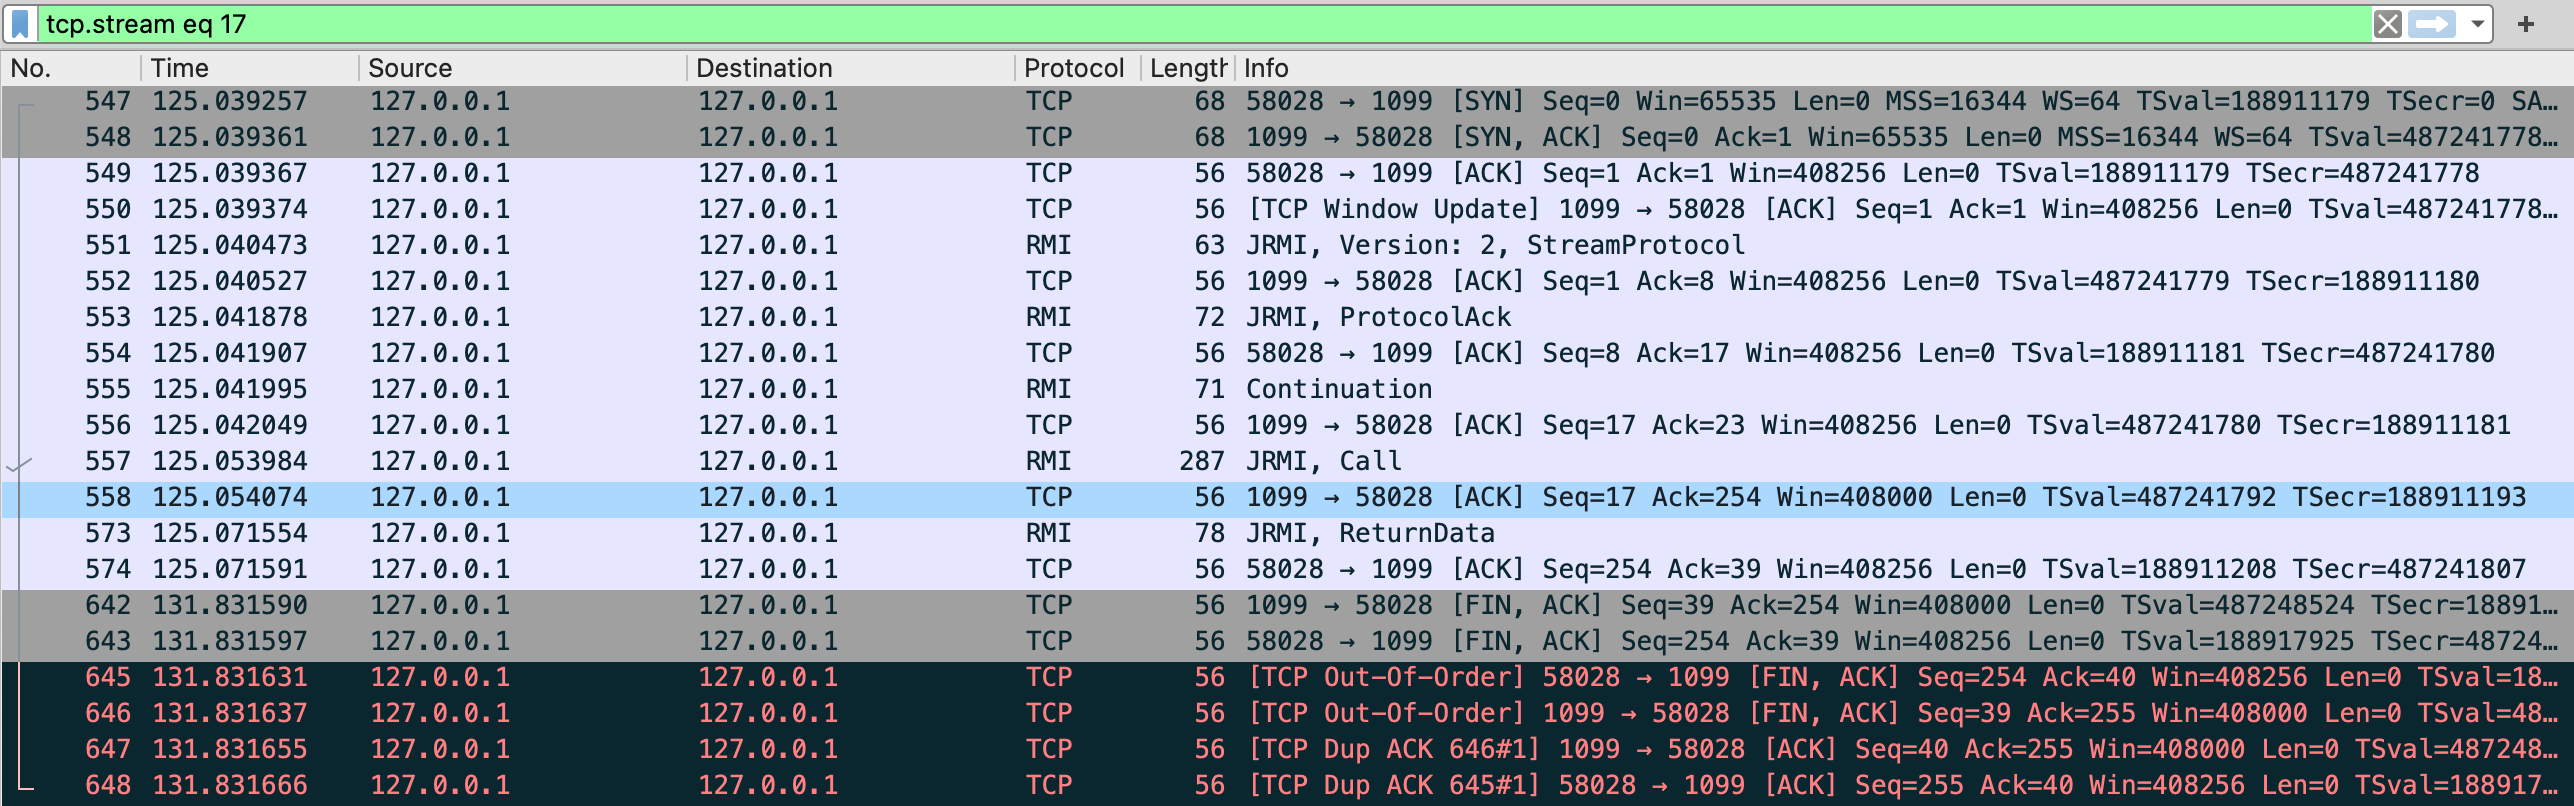 tcp.stream eq 17
No. Time Source Destination Protocol Length Info
547 125.039257 127.0.0.1 127.0.0.1 TCP 68 58028 → 1099 [SYN] Seq=0 Win=65535 Len=0 MSS=16344 WS=64 TSval=188911179 TSecr=0 SA…
548 125.039361 127.0.0.1 127.0.0.1 TCP 68 1099 → 58028 [SYN, ACK] Seq=0 Ack=1 Win=65535 Len=0 MSS=16344 WS=64 TSval=487241778…
549 125.039367 127.0.0.1 127.0.0.1 TCP 56 58028 → 1099 [ACK] Seq=1 Ack=1 Win=408256 Len=0 TSval=188911179 TSecr=487241778
550 125.039374 127.0.0.1 127.0.0.1 TCP 56 [TCP Window Update] 1099 → 58028 [ACK] Seq=1 Ack=1 Win=408256 Len=0 TSval=487241778…
551 125.040473 127.0.0.1 127.0.0.1 RMI 63 JRMI, Version: 2, StreamProtocol
552 125.040527 127.0.0.1 127.0.0.1 TCP 56 1099 → 58028 [ACK] Seq=1 Ack=8 Win=408256 Len=0 TSval=487241779 TSecr=188911180
553 125.041878 127.0.0.1 127.0.0.1 RMI 72 JRMI, ProtocolAck
554 125.041907 127.0.0.1 127.0.0.1 TCP 56 58028 → 1099 [ACK] Seq=8 Ack=17 Win=408256 Len=0 TSval=188911181 TSecr=487241780
555 125.041995 127.0.0.1 127.0.0.1 RMI 71 Continuation
556 125.042049 127.0.0.1 127.0.0.1 TCP 56 1099 → 58028 [ACK] Seq=17 Ack=23 Win=408256 Len=0 TSval=487241780 TSecr=188911181
557 125.053984 127.0.0.1 127.0.0.1 RMI 287 JRMI, Call
558 125.054074 127.0.0.1 127.0.0.1 TCP 56 1099 → 58028 [ACK] Seq=17 Ack=254 Win=408000 Len=0 TSval=487241792 TSecr=188911193
573 125.071554 127.0.0.1 127.0.0.1 RMI 78 JRMI, ReturnData
574 125.071591 127.0.0.1 127.0.0.1 TCP 56 58028 → 1099 [ACK] Seq=254 Ack=39 Win=408256 Len=0 TSval=188911208 TSecr=487241807
642 131.831590 127.0.0.1 127.0.0.1 TCP 56 1099 → 58028 [FIN, ACK] Seq=39 Ack=254 Win=408000 Len=0 TSval=487248524 TSecr=18891…
643 131.831597 127.0.0.1 127.0.0.1 TCP 56 58028 → 1099 [FIN, ACK] Seq=254 Ack=39 Win=408256 Len=0 TSval=188917925 TSecr=48724…
645 131.831631 127.0.0.1 127.0.0.1 TCP 56 [TCP Out-Of-Order] 58028 → 1099 [FIN, ACK] Seq=254 Ack=40 Win=408256 Len=0 TSval=18…
646 131.831637 127.0.0.1 127.0.0.1 TCP 56 [TCP Out-Of-Order] 1099 → 58028 [FIN, ACK] Seq=39 Ack=255 Win=408000 Len=0 TSval=48…
647 131.831655 127.0.0.1 127.0.0.1 TCP 56 [TCP Dup ACK 646#1] 1099 → 58028 [ACK] Seq=40 Ack=255 Win=408000 Len=0 TSval=487248…
648 131.831666 127.0.0.1 127.0.0.1 TCP 56 [TCP Dup ACK 645#1] 58028 → 1099 [ACK] Seq=255 Ack=40 Win=408256 Len=0 TSval=188917…